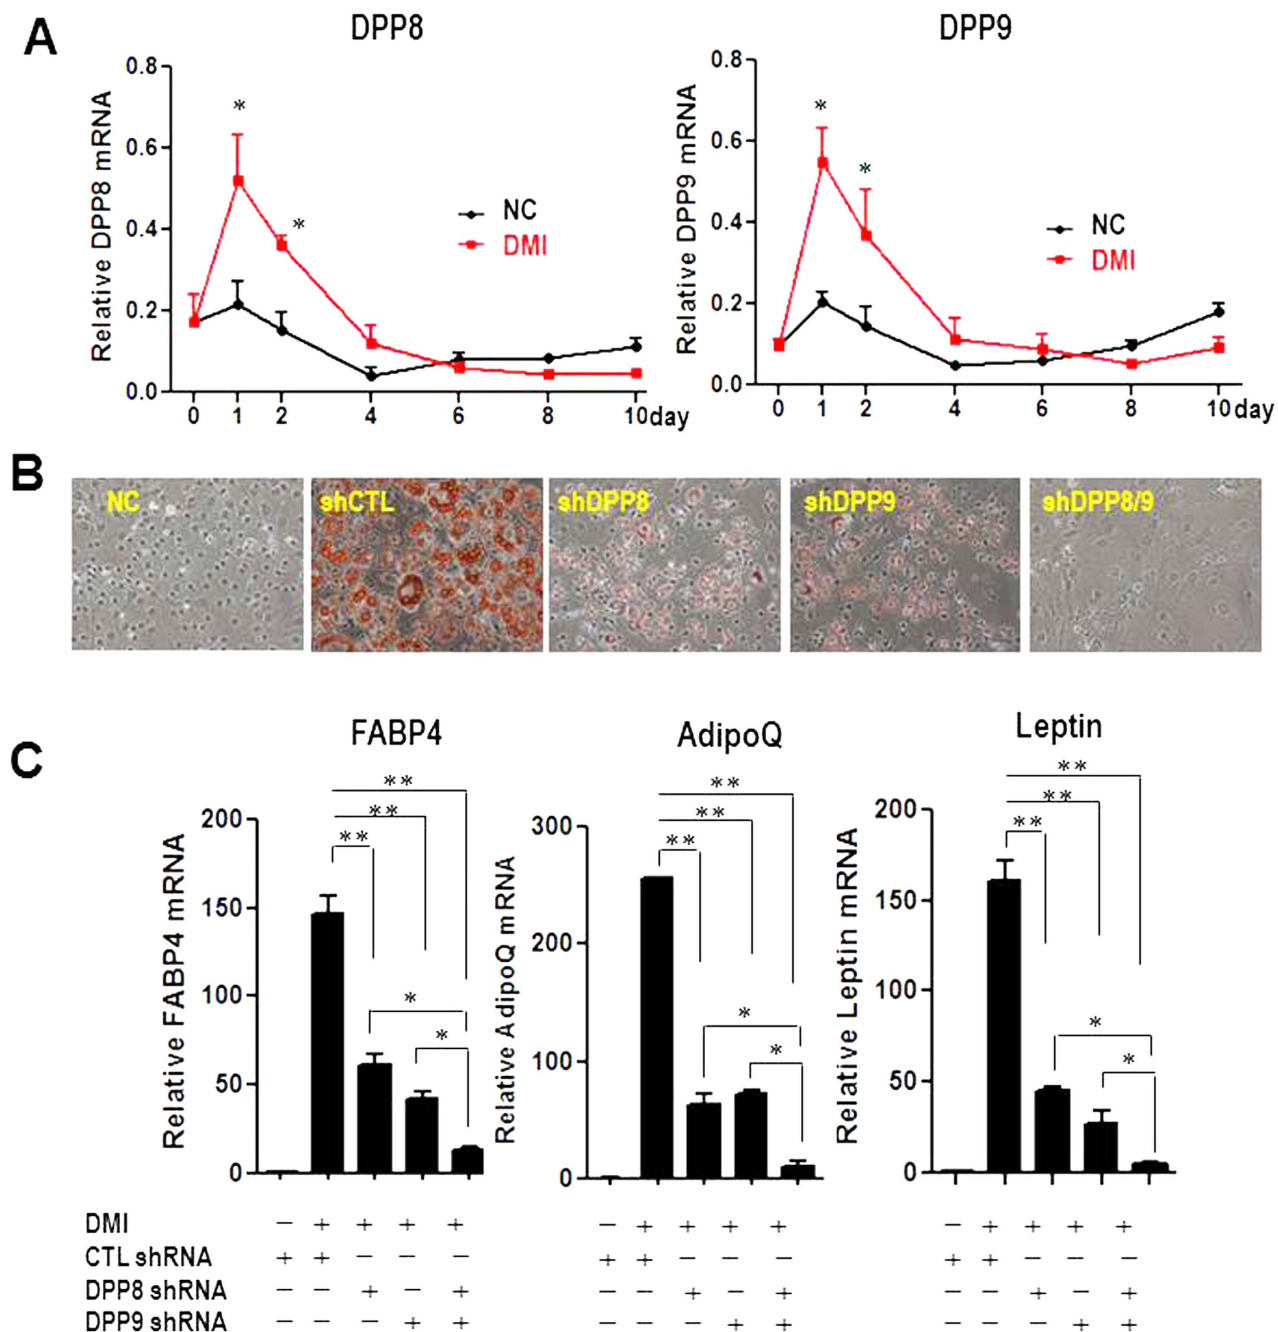 A
DPP8
DPP9
Relative DPP8 mRNA
0.8
0.6
0.4
0.2
0.0
*
*
NC
DMI
0 1 2 4 6 8 10 day
Relative DPP9 mRNA
0.8
0.6
0.4
0.2
0.0
*
*
NC
DMI
0 1 2 4 6 8 10 day
B
NC shCTL shDPP8 shDPP9 shDPP8/9
C
FABP4
Relative FABP4 mRNA
200
150
100
50
0
**
**
**
*
*
AdipoQ
Relative AdipoQ mRNA
300
200
100
0
**
**
**
*
*
Leptin
Relative Leptin mRNA
200
150
100
50
0
**
**
**
*
*
DMI − + + + + − + + + + − + + + +
CTL shRNA + + − − − + + − − − + + − − −
DPP8 shRNA − − + − + − − + − + − − + − +
DPP9 shRNA − − − + + − − − + + − − − + +